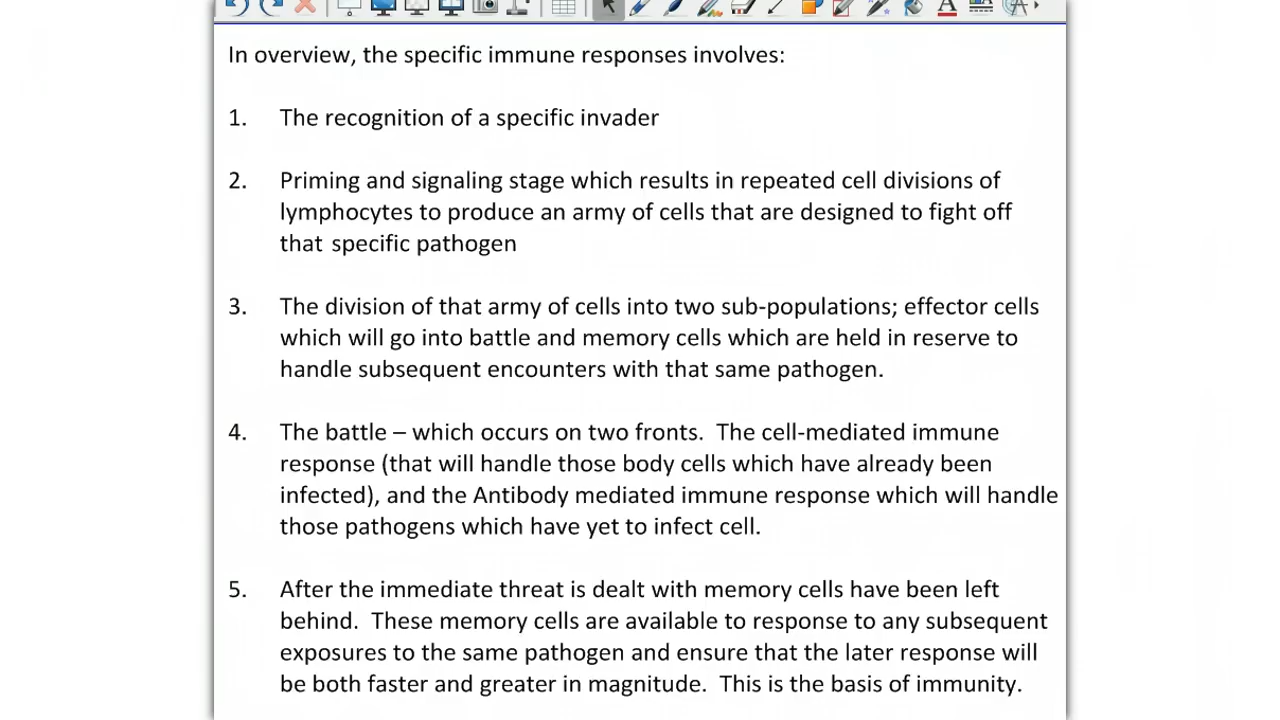 In overview, the specific immune responses involves:
1. The recognition of a specific invader
2. Priming and signaling stage which results in repeated cell divisions of
lymphocytes to produce an army of cells that are designed to fight off
that specific pathogen
3. The division of that army of cells into two sub-populations; effector cells
which will go into battle and memory cells which are held in reserve to
handle subsequent encounters with that same pathogen.
4. The battle – which occurs on two fronts.  The cell-mediated immune
response (that will handle those body cells which have already been
infected), and the Antibody mediated immune response which will handle
those pathogens which have yet to infect cell.
5. After the immediate threat is dealt with memory cells have been left
behind.  These memory cells are available to response to any subsequent
exposures to the same pathogen and ensure that the later response will
be both faster and greater in magnitude.  This is the basis of immunity.